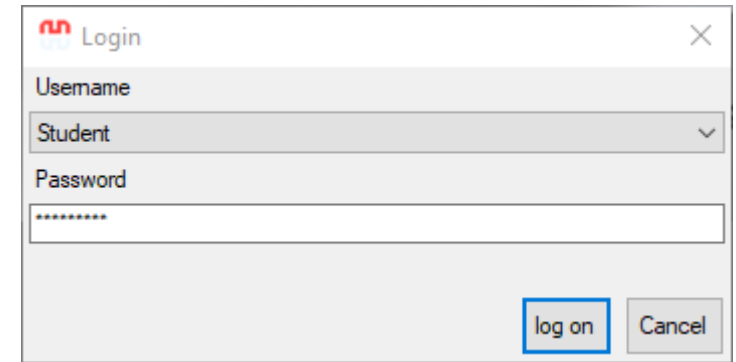 Login
Username
Student
Password
*********
log on
Cancel